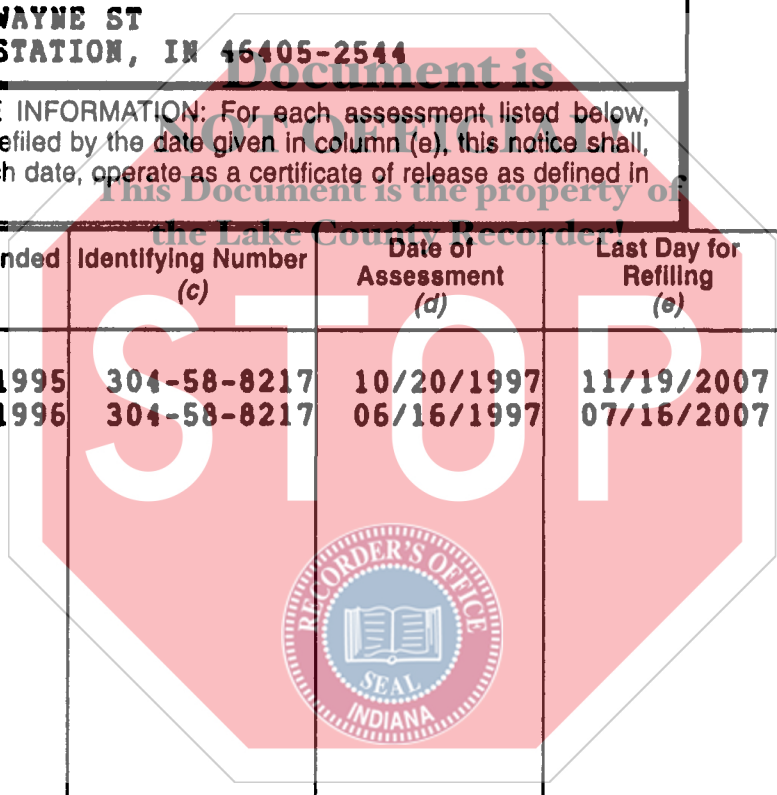 WAYNE ST
STATION, IN 46405-2544
Document is
INFORMATION: For each assessment listed below,
NOT OFFICIAL!
efiled by the date given in column (e), this notice shall,
h date, operate as a certificate of release as defined in
This Document is the property of
the Lake County Recorder!
nded Identifying Number Date of Last Day for
Assessment Refiling
(c) (d) (e)
1995 304-58-8217 10/20/1997 11/19/2007
1996 304-58-8217 06/16/1997 07/16/2007
STOP
RECORDER'S OFFICE
SEAL
INDIANA